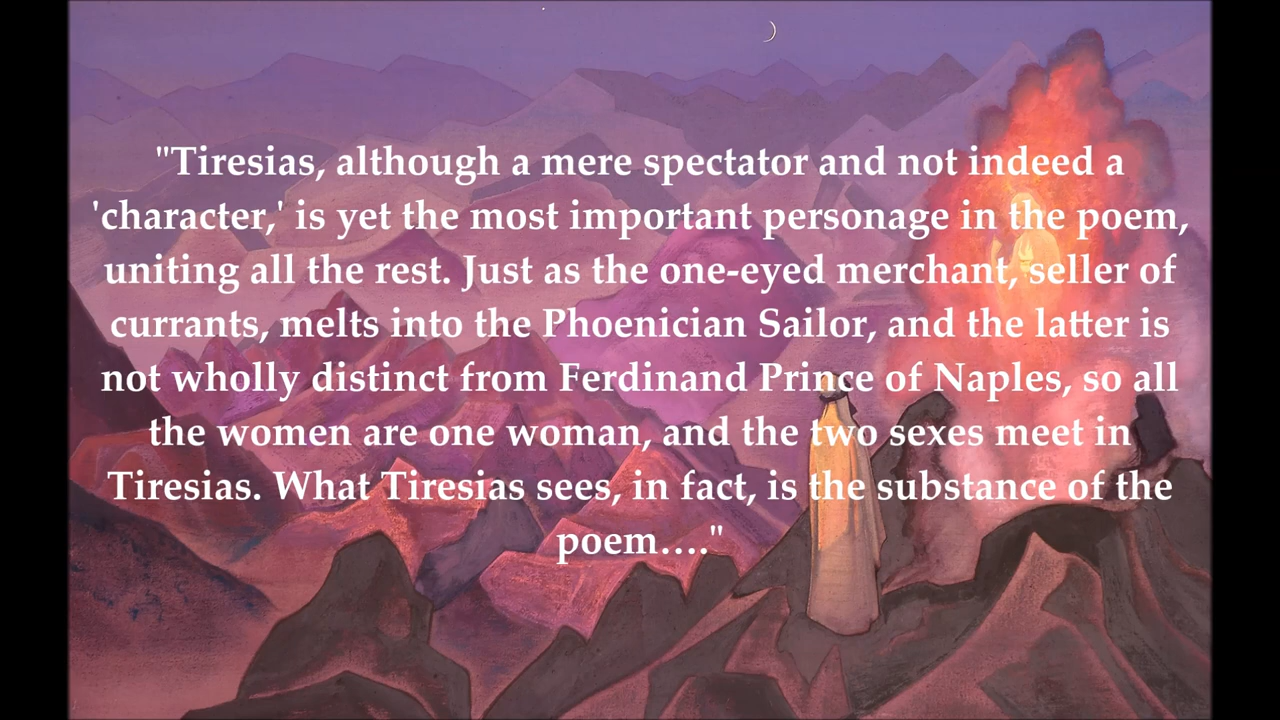 "Tiresias, although a mere spectator and not indeed a
'character,' is yet the most important personage in the poem,
uniting all the rest. Just as the one-eyed merchant, seller of
currants, melts into the Phoenician Sailor, and the latter is
not wholly distinct from Ferdinand Prince of Naples, so all
the women are one woman, and the two sexes meet in
Tiresias. What Tiresias sees, in fact, is the substance of the
poem…."